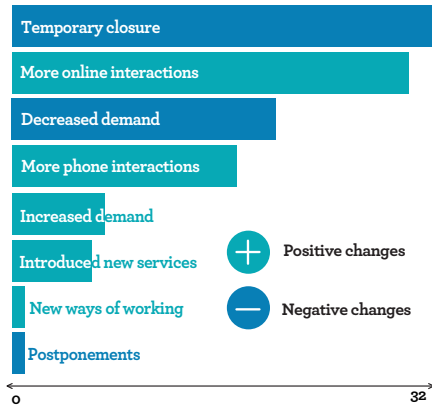 Temporary closure
More online interactions
Decreased demand
More phone interactions
Increased demand
Introduced new services
Positive changes
New ways of working
Negative changes
Postponements
0
32